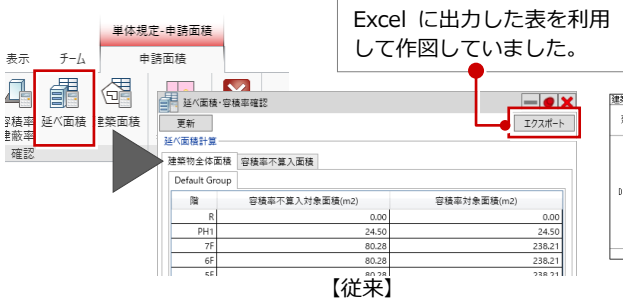 単体規定-申請面積
Excel に出力した表を利用
して作図していました。
表示 チーム 申請面積
容積率
建蔽率
延べ面積
建築面積
確認
延べ面積・容積率確認
更新
エクスポート
延べ面積計算
建築物全体面積 容積率不算入面積
Default Group
階 容積率不算入対象面積(m2) 容積率対象面積(m2)
R 0.00 0.00
PH1 24.50 24.50
7F 80.28 238.21
6F 80.28 238.21
5F 80.28 238.21
【従来】